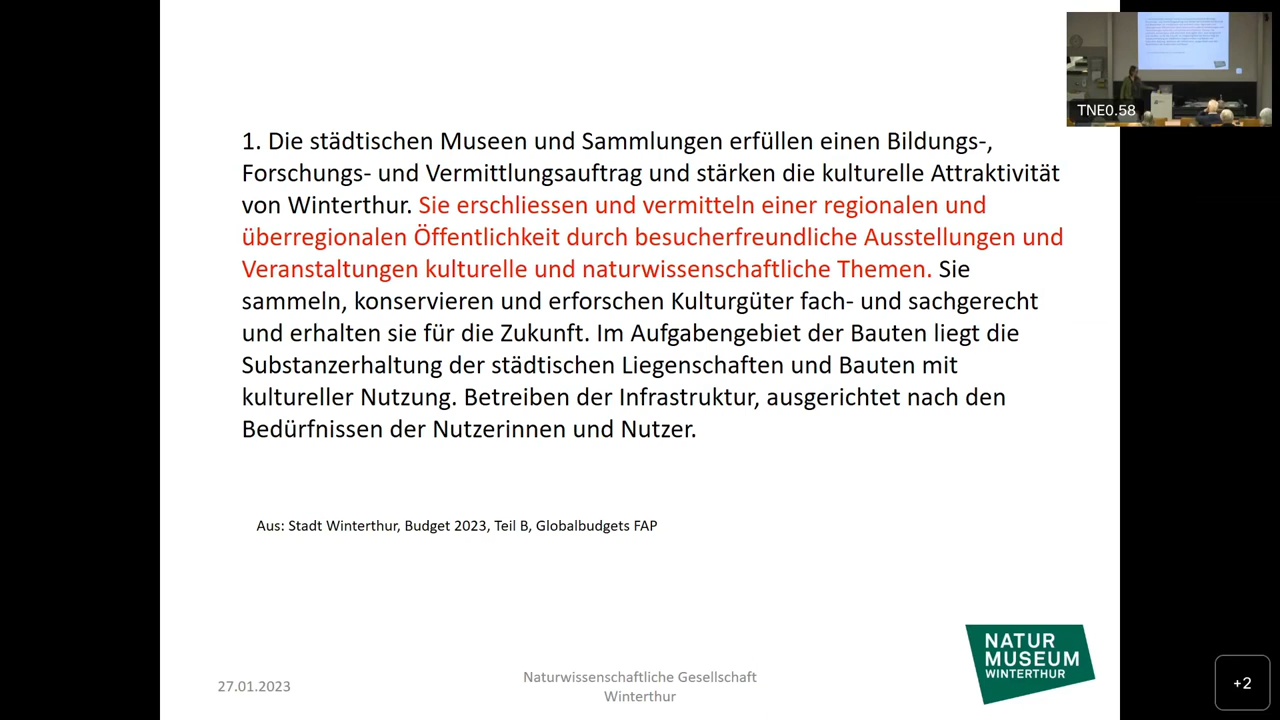 1. Die städtischen Museen und Sammlungen erfüllen einen Bildungs-,
Forschungs- und Vermittlungsauftrag und stärken die kulturelle Attraktivität
von Winterthur. Sie erschliessen und vermitteln einer regionalen und
überregionalen Öffentlichkeit durch besucherfreundliche Ausstellungen und
Veranstaltungen kulturelle und naturwissenschaftliche Themen. Sie
sammeln, konservieren und erforschen Kulturgüter fach- und sachgerecht
und erhalten sie für die Zukunft. Im Aufgabengebiet der Bauten liegt die
Substanzerhaltung der städtischen Liegenschaften und Bauten mit
kultureller Nutzung. Betreiben der Infrastruktur, ausgerichtet nach den
Bedürfnissen der Nutzerinnen und Nutzer.
Aus: Stadt Winterthur, Budget 2023, Teil B, Globalbudgets FAP
27.01.2023
Naturwissenschaftliche Gesellschaft
Winterthur
NATUR
MUSEUM
WINTERTHUR
TNE0.58
+2